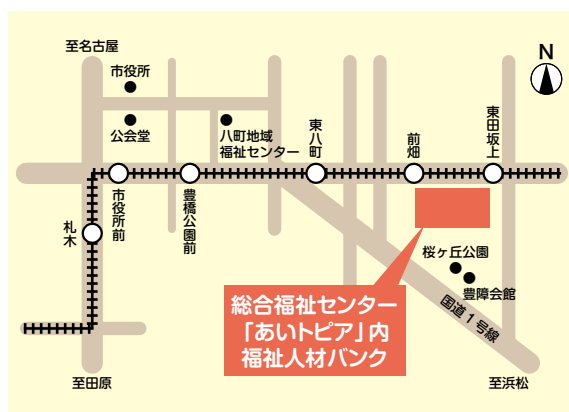 至名古屋
市役所
公会堂
八町地域
福祉センター
東八町
前畑
東田坂上
N
市役所前
豊橋公園前
札木
桜ヶ丘公園
豊障会館
国道1号線
総合福祉センター
「あいトピア」内
福祉人材バンク
至田原
至浜松